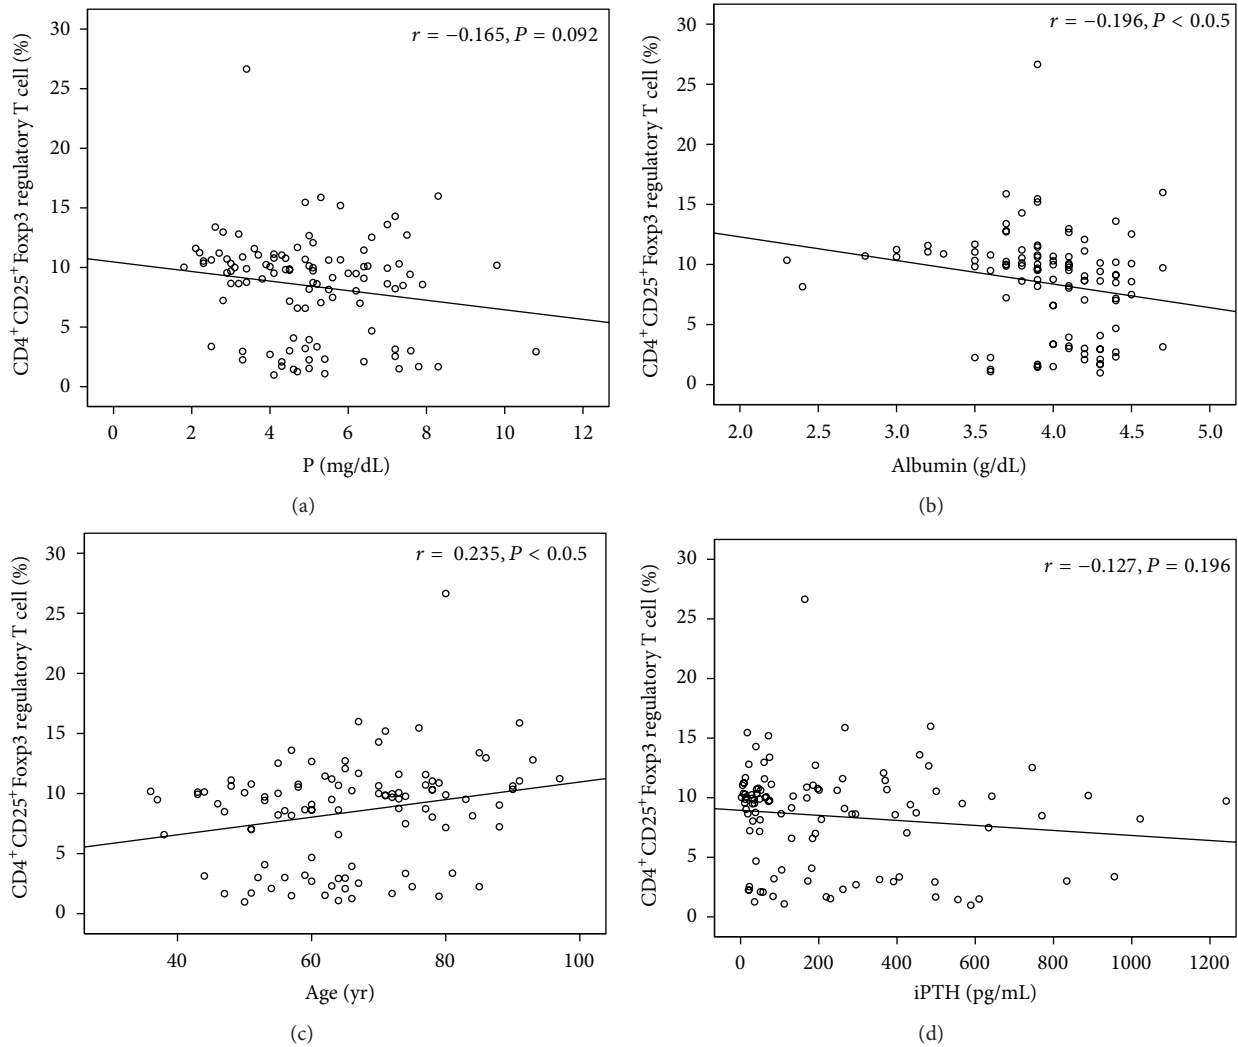 r = −0.165, P = 0.092
CD4⁺CD25⁺Foxp3 regulatory T cell (%)
30
25
20
15
10
5
0
0 2 4 6 8 10 12
P (mg/dL)
(a)
r = −0.196, P < 0.0.5
CD4⁺CD25⁺Foxp3 regulatory T cell (%)
30
25
20
15
10
5
0
2.0 2.5 3.0 3.5 4.0 4.5 5.0
Albumin (g/dL)
(b)
r = 0.235, P < 0.0.5
CD4⁺CD25⁺Foxp3 regulatory T cell (%)
30
25
20
15
10
5
0
40 60 80 100
Age (yr)
(c)
r = −0.127, P = 0.196
CD4⁺CD25⁺Foxp3 regulatory T cell (%)
30
25
20
15
10
5
0
0 200 400 600 800 1000 1200
iPTH (pg/mL)
(d)